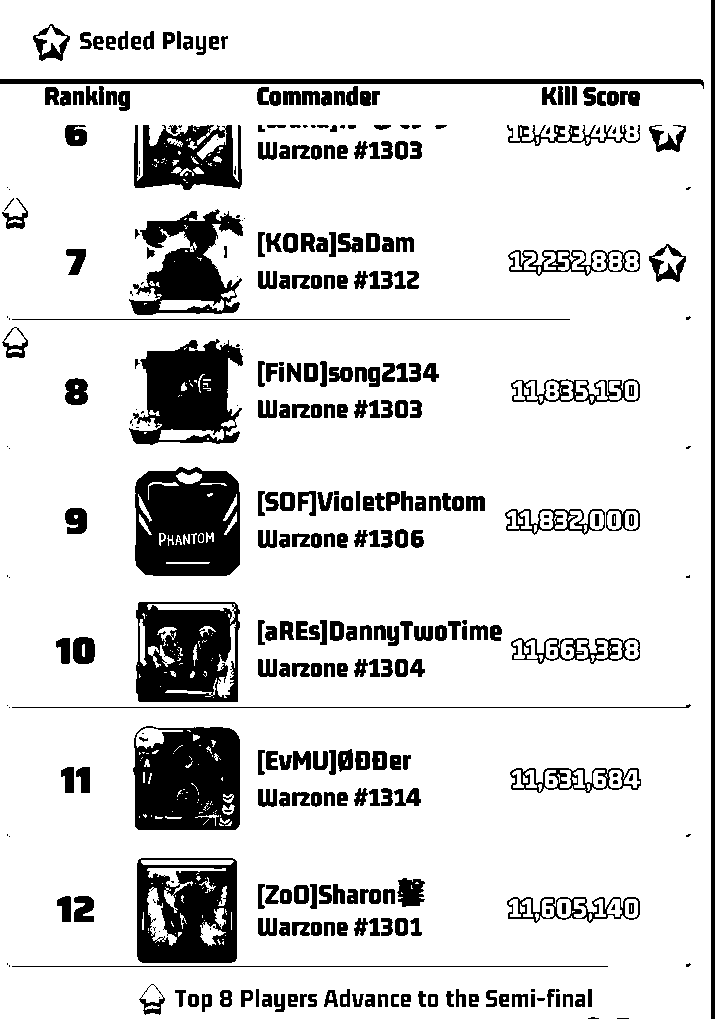 Seeded Player
Ranking Commander Kill Score
6 13,433,448
Warzone #1303
7 [KORa]SaDam 12,252,888
Warzone #1312
8 [FiND]song2134 11,835,150
Warzone #1303
9 [SOF]VioletPhantom 11,832,000
PHANTOM
Warzone #1306
10 [aREs]DannyTwoTime 11,665,338
Warzone #1304
11 [EvMU]ØĐĐer 11,631,684
Warzone #1314
12 [ZoO]Sharon 11,605,140
Warzone #1301
Top 8 Players Advance to the Semi-final